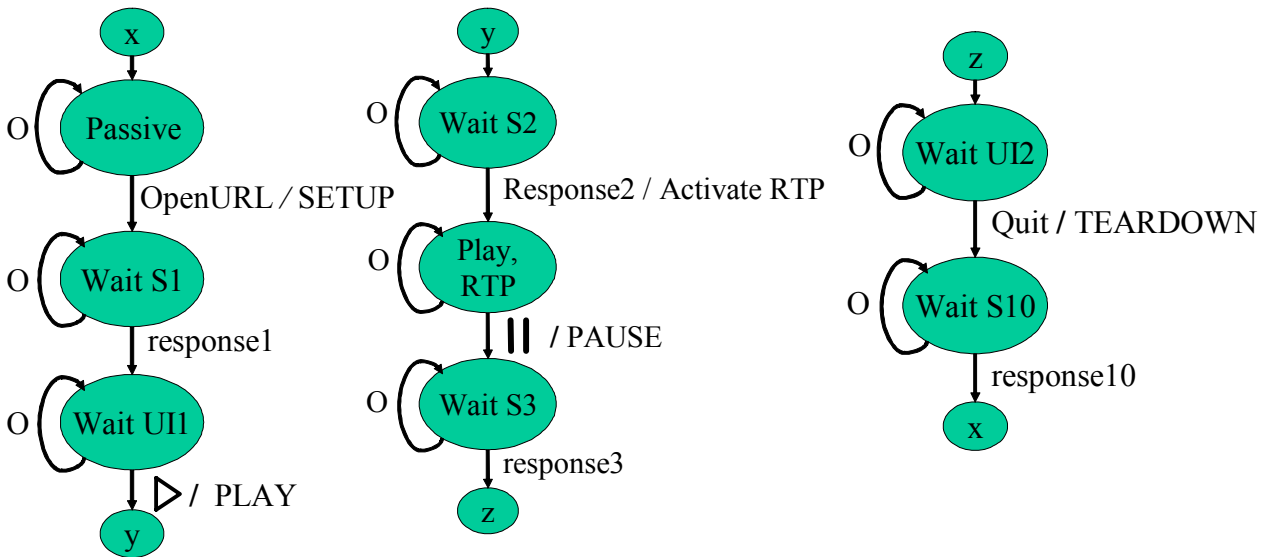 x
O
Passive
OpenURL / SETUP
O
Wait S1
response1
O
Wait UI1
/ PLAY
y
y
O
Wait S2
Response2 / Activate RTP
O
Play,
RTP
/ PAUSE
O
Wait S3
response3
z
z
O
Wait UI2
Quit / TEARDOWN
O
Wait S10
response10
x